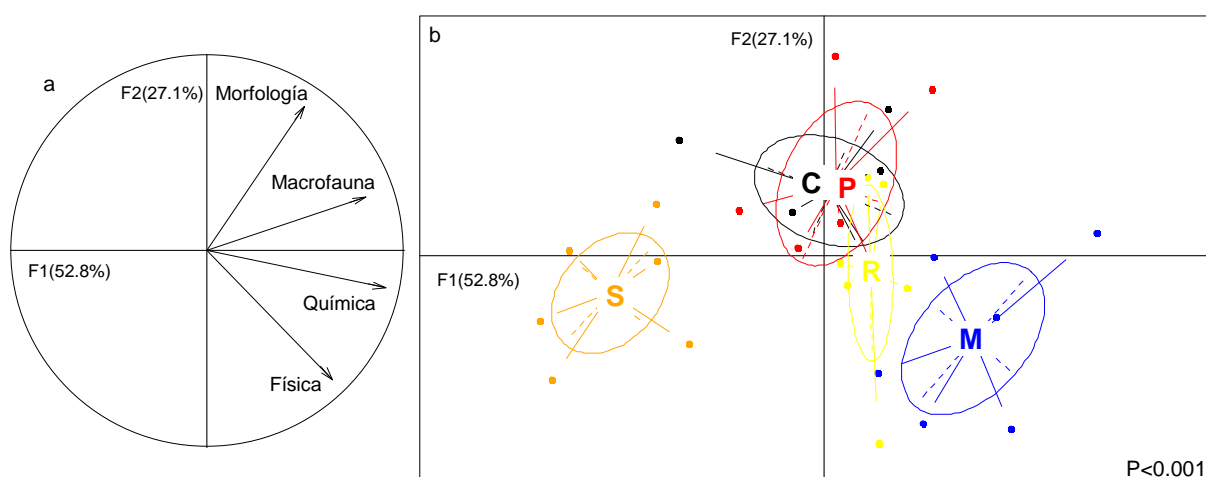 a
F2(27.1%)
Morfología
Macrofauna
F1(52.8%)
Química
Física
b
F2(27.1%)
C
P
R
S
M
F1(52.8%)
P<0.001